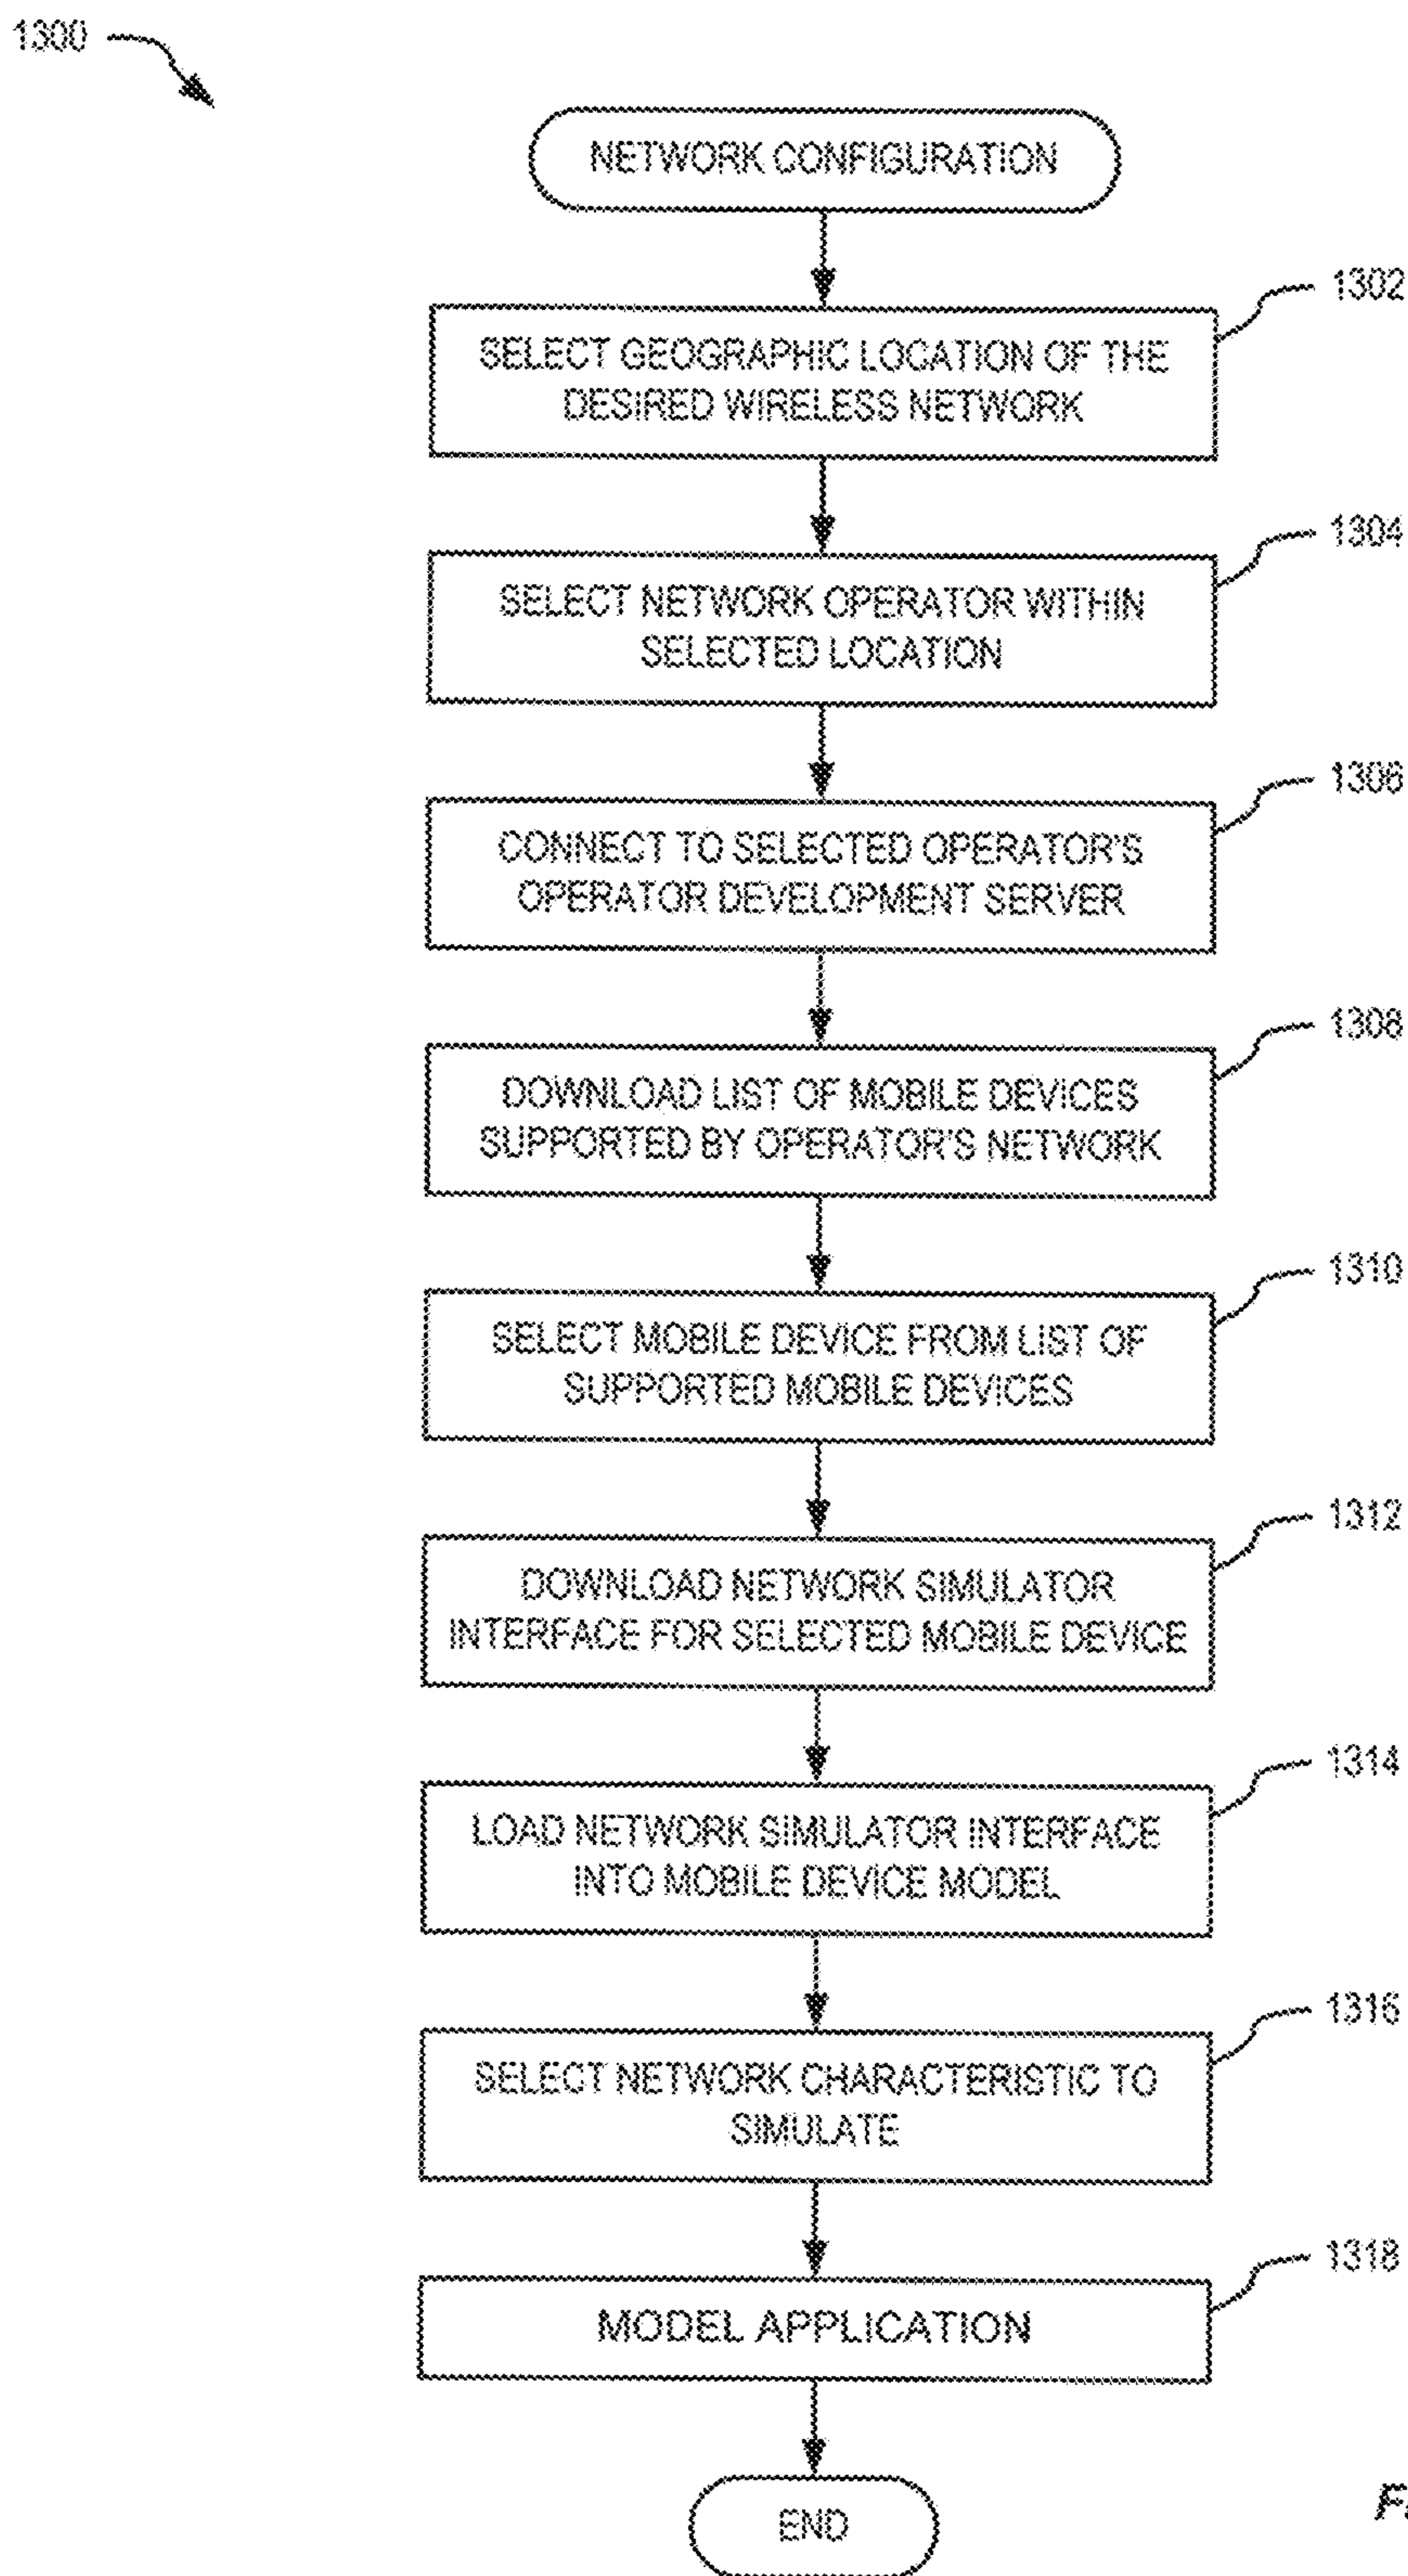 1300
NETWORK CONFIGURATION
1302
SELECT GEOGRAPHIC LOCATION OF THE
DESIRED WIRELESS NETWORK
1304
SELECT NETWORK OPERATOR WITHIN
SELECTED LOCATION
1306
CONNECT TO SELECTED OPERATOR'S
OPERATOR DEVELOPMENT SERVER
1308
DOWNLOAD LIST OF MOBILE DEVICES
SUPPORTED BY OPERATOR'S NETWORK
1310
SELECT MOBILE DEVICE FROM LIST OF
SUPPORTED MOBILE DEVICES
1312
DOWNLOAD NETWORK SIMULATOR
INTERFACE FOR SELECTED MOBILE DEVICE
1314
LOAD NETWORK SIMULATOR INTERFACE
INTO MOBILE DEVICE MODEL
1316
SELECT NETWORK CHARACTERISTIC TO
SIMULATE
1318
MODEL APPLICATION
END